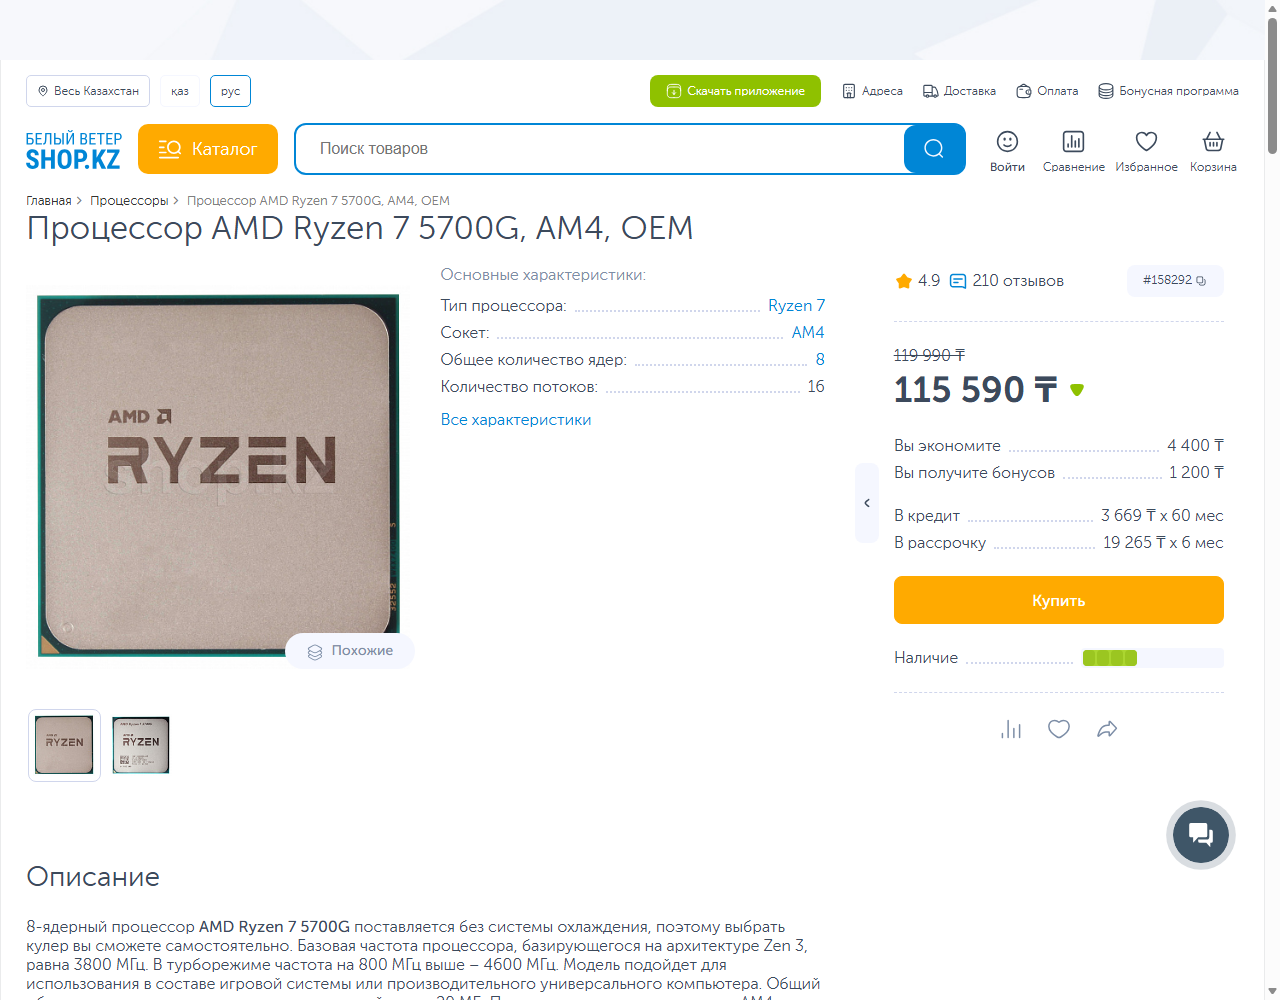 Весь Казахстан
қаз
рус
Скачать приложение
Адреса
Доставка
Оплата
Бонусная программа
БЕЛЫЙ ВЕТЕР
SHOP.KZ
Каталог
Поиск товаров
Войти
Сравнение
Избранное
Корзина
Главная > Процессоры > Процессор AMD Ryzen 7 5700G, AM4, OEM
Процессор AMD Ryzen 7 5700G, AM4, OEM
AMD
RYZEN
shop.kz
Похожие
Основные характеристики:
Тип процессора: Ryzen 7
Сокет: AM4
Общее количество ядер: 8
Количество потоков: 16
Все характеристики
4.9 210 отзывов
#158292
119 990 ₸
115 590 ₸
Вы экономите 4 400 ₸
Вы получите бонусов 1 200 ₸
В кредит 3 669 ₸ x 60 мес
В рассрочку 19 265 ₸ x 6 мес
Купить
Наличие
RYZEN
RYZEN
Описание
8-ядерный процессор AMD Ryzen 7 5700G поставляется без системы охлаждения, поэтому выбрать
кулер вы сможете самостоятельно. Базовая частота процессора, базирующегося на архитектуре Zen 3,
равна 3800 МГц. В турборежиме частота на 800 МГц выше – 4600 МГц. Модель подойдет для
использования в составе игровой системы или производительного универсального компьютера. Общий